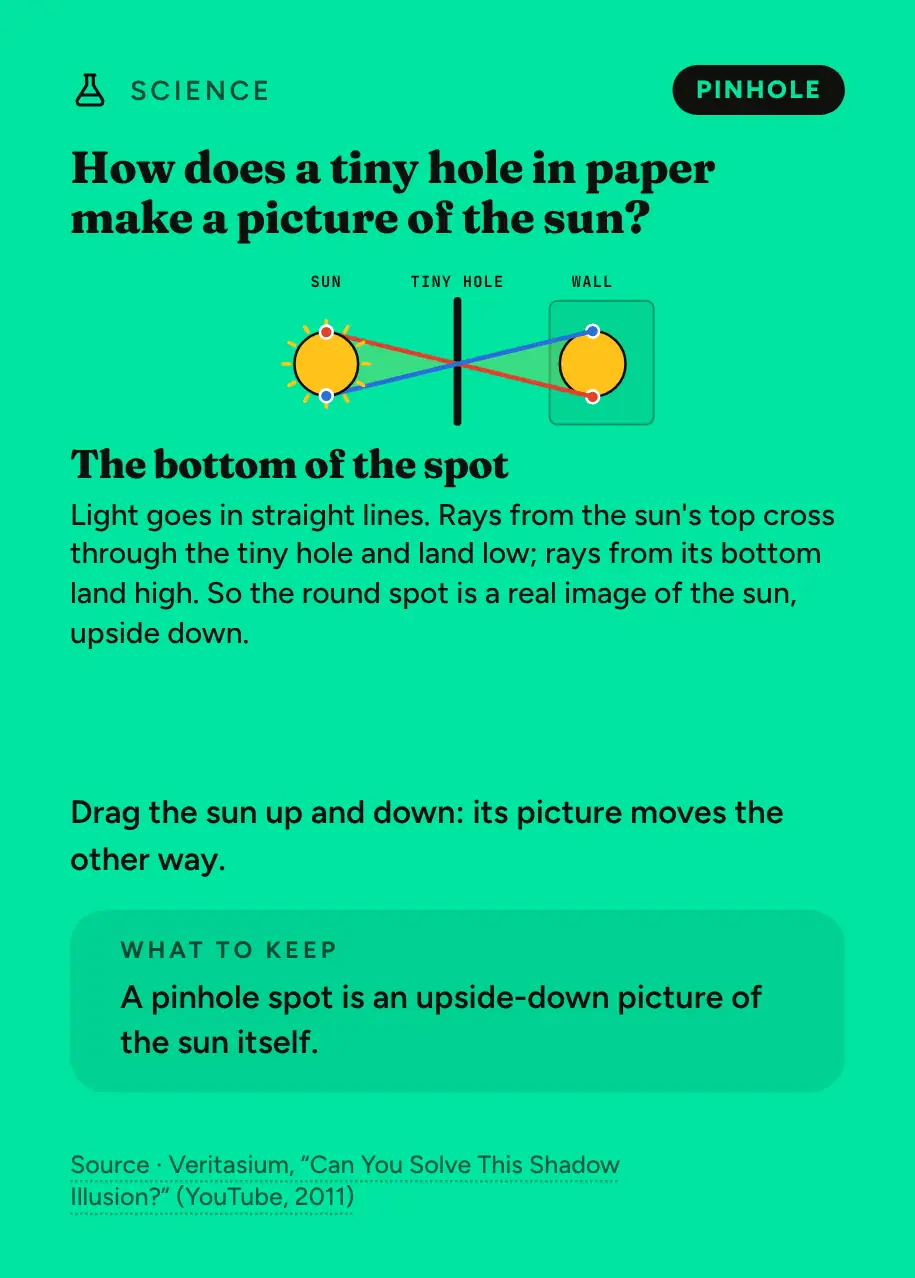 SCIENCE
PINHOLE
How does a tiny hole in paper
make a picture of the sun?
SUN
TINY HOLE
WALL
The bottom of the spot
Light goes in straight lines. Rays from the sun's top cross
through the tiny hole and land low; rays from its bottom
land high. So the round spot is a real image of the sun,
upside down.
Drag the sun up and down: its picture moves the
other way.
WHAT TO KEEP
A pinhole spot is an upside-down picture of
the sun itself.
Source · Veritasium, “Can You Solve This Shadow
Illusion?” (YouTube, 2011)